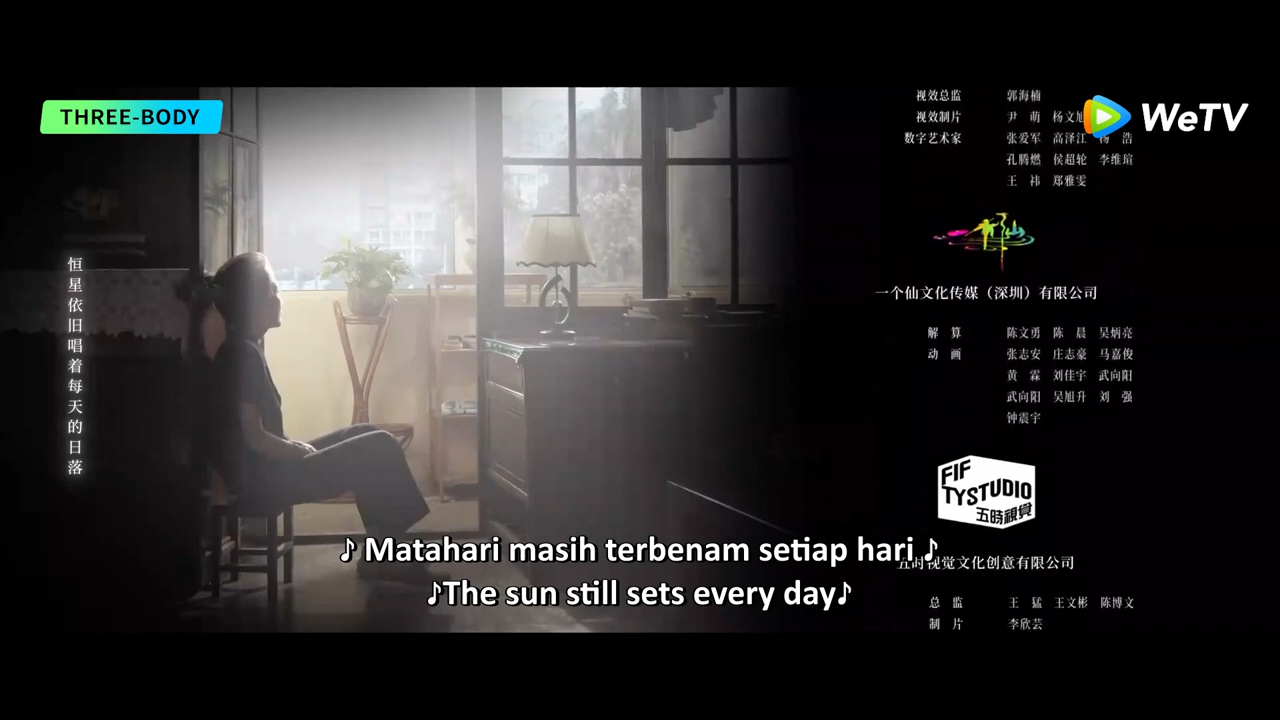 THREE-BODY
WeTV
恒星依旧唱着每天的日落
视效总监 郭海楠
视效制片 尹 萌 杨文旭
数字艺术家 张爱军 高泽江 杨 浩
孔腾燃 侯超轮 李维瑄
王 祎 郑雅雯
一个仙文化传媒（深圳）有限公司
解 算 陈文勇 陈 晨 吴炳亮
动 画 张志安 庄志豪 马嘉俊
黄 霖 刘佳宇 武向阳
武向阳 吴旭升 刘 强
钟震宇
FIF
TYSTUDIO
五時視覺
五时视觉文化创意有限公司
♪ Matahari masih terbenam setiap hari ♪
♪The sun still sets every day♪
总 监 王 猛 王文彬 陈博文
制 片 李欣芸